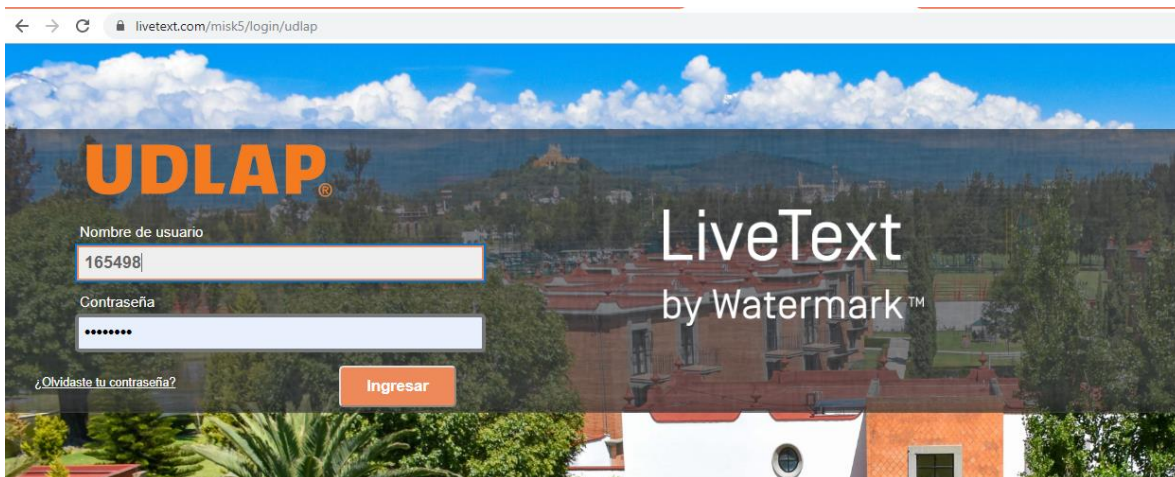 livetext.com/misk5/login/udlap
UDLAP®
Nombre de usuario
165498
Contraseña
••••••••
¿Olvidaste tu contraseña?
Ingresar
LiveText
by Watermark™